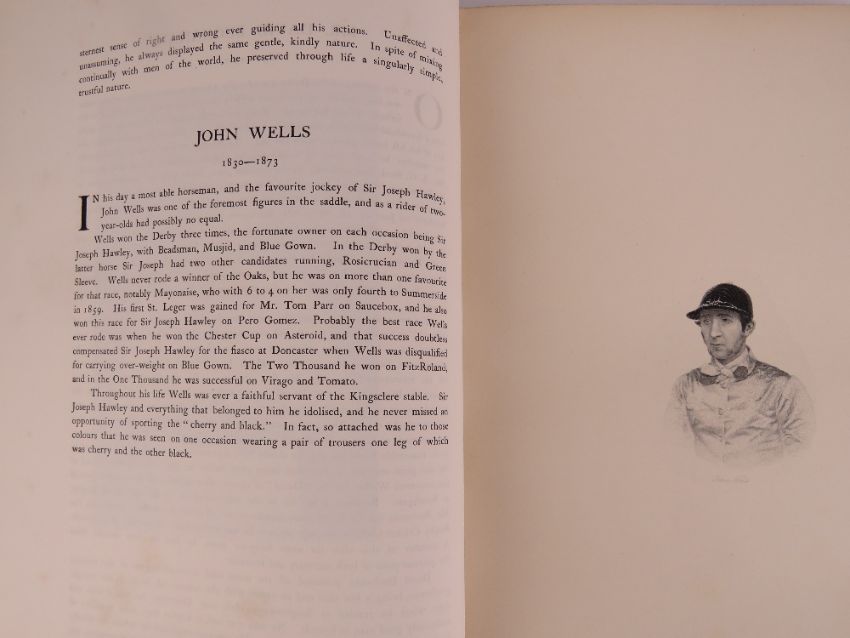 sternest sense of right and wrong ever guiding all his actions. Unaffected and
unassuming, he always displayed the same gentle, kindly nature. In spite of mixing
continually with men of the world, he preserved through life a singularly simple,
trustful nature.
JOHN WELLS
1830—1873
IN his day a most able horseman, and the favourite jockey of Sir Joseph Hawley,
John Wells was one of the foremost figures in the saddle, and as a rider of two-
year-olds had possibly no equal.
Wells won the Derby three times, the fortunate owner on each occasion being Sir
Joseph Hawley, with Beadsman, Musjid, and Blue Gown. In the Derby won by the
latter horse Sir Joseph had two other candidates running, Rosicrucian and Green
Sleeve. Wells never rode a winner of the Oaks, but he was on more than one favourite
for that race, notably Mayonaise, who with 6 to 4 on her was only fourth to Summerside
in 1859. His first St. Leger was gained for Mr. Tom Parr on Saucebox, and he also
won this race for Sir Joseph Hawley on Pero Gomez. Probably the best race Wells
ever rode was when he won the Chester Cup on Asteroid, and that success doubtless
compensated Sir Joseph Hawley for the fiasco at Doncaster when Wells was disqualified
for carrying over-weight on Blue Gown. The Two Thousand he won on FitzRoland,
and in the One Thousand he was successful on Virago and Tomato.
Throughout his life Wells was ever a faithful servant of the Kingsclere stable. Sir
Joseph Hawley and everything that belonged to him he idolised, and he never missed an
opportunity of sporting the "cherry and black." In fact, so attached was he to those
colours that he was seen on one occasion wearing a pair of trousers one leg of which
was cherry and the other black.